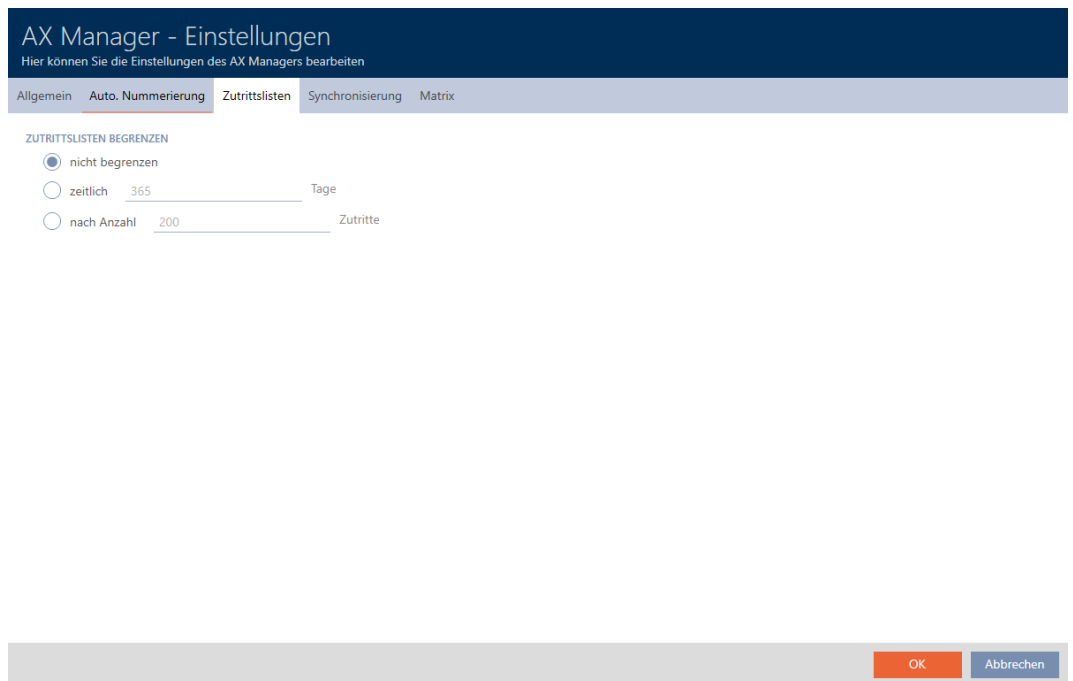 AX Manager - Einstellungen
Hier können Sie die Einstellungen des AX Managers bearbeiten
Allgemein Auto. Nummerierung Zutrittslisten Synchronisierung Matrix
ZUTRITTSLISTEN BEGRENZEN
nicht begrenzen
zeitlich 365 Tage
nach Anzahl 200 Zutritte
OK Abbrechen